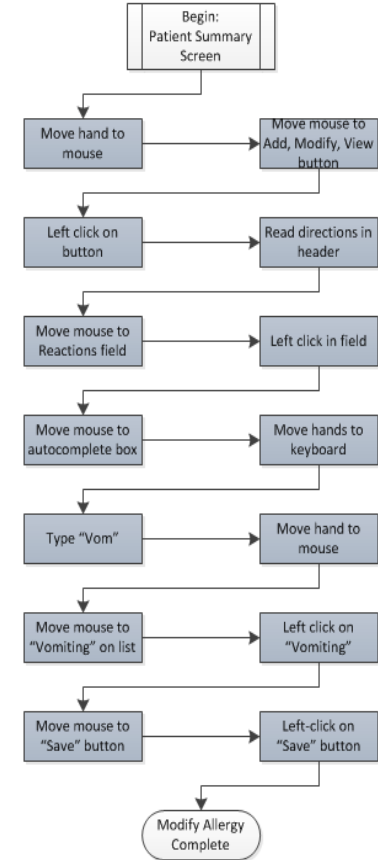 Begin:
Patient Summary
Screen
Move hand to
mouse
Move mouse to
Add, Modify, View
button
Left click on
button
Read directions in
header
Move mouse to
Reactions field
Left click in field
Move mouse to
autocomplete box
Move hands to
keyboard
Type “Vom”
Move hand to
mouse
Move mouse to
“Vomiting” on list
Left click on
“Vomiting”
Move mouse to
“Save” button
Left-click on
“Save” button
Modify Allergy
Complete